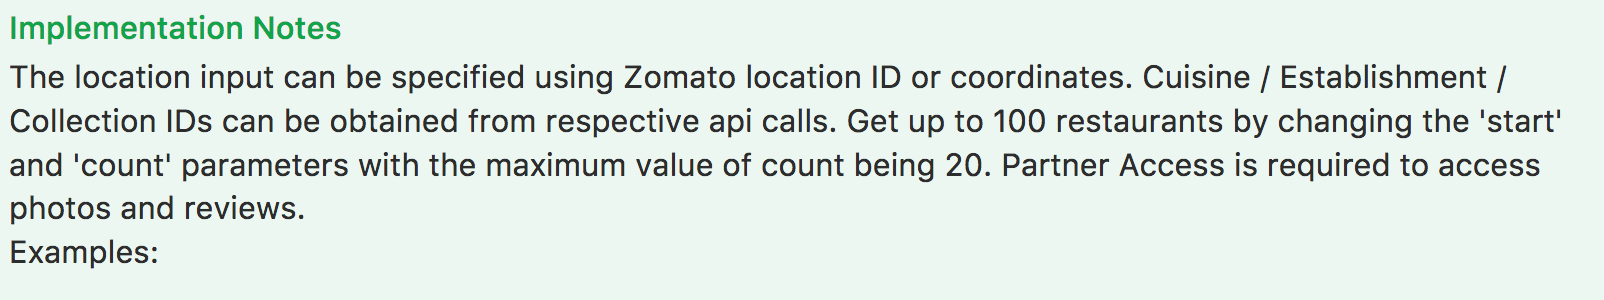 Implementation Notes
The location input can be specified using Zomato location ID or coordinates. Cuisine / Establishment /
Collection IDs can be obtained from respective api calls. Get up to 100 restaurants by changing the 'start'
and 'count' parameters with the maximum value of count being 20. Partner Access is required to access
photos and reviews.
Examples: